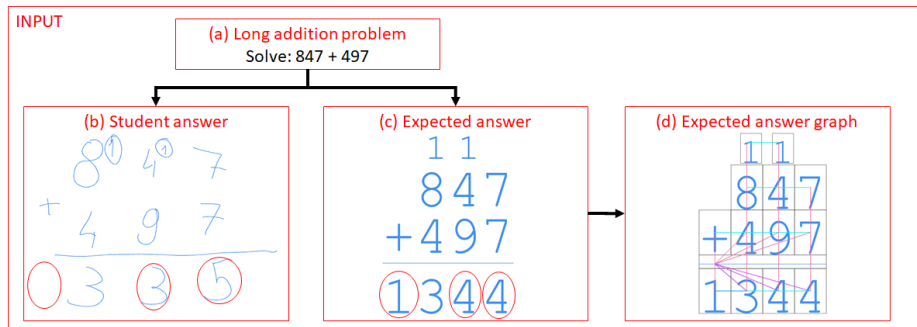 INPUT
(a) Long addition problem
Solve: 847 + 497
(b) Student answer
8 1 4 1 7
+ 4 9 7
3 3 5
(c) Expected answer
1 1
847
+497
1344
(d) Expected answer graph
1 1
847
+497
1344